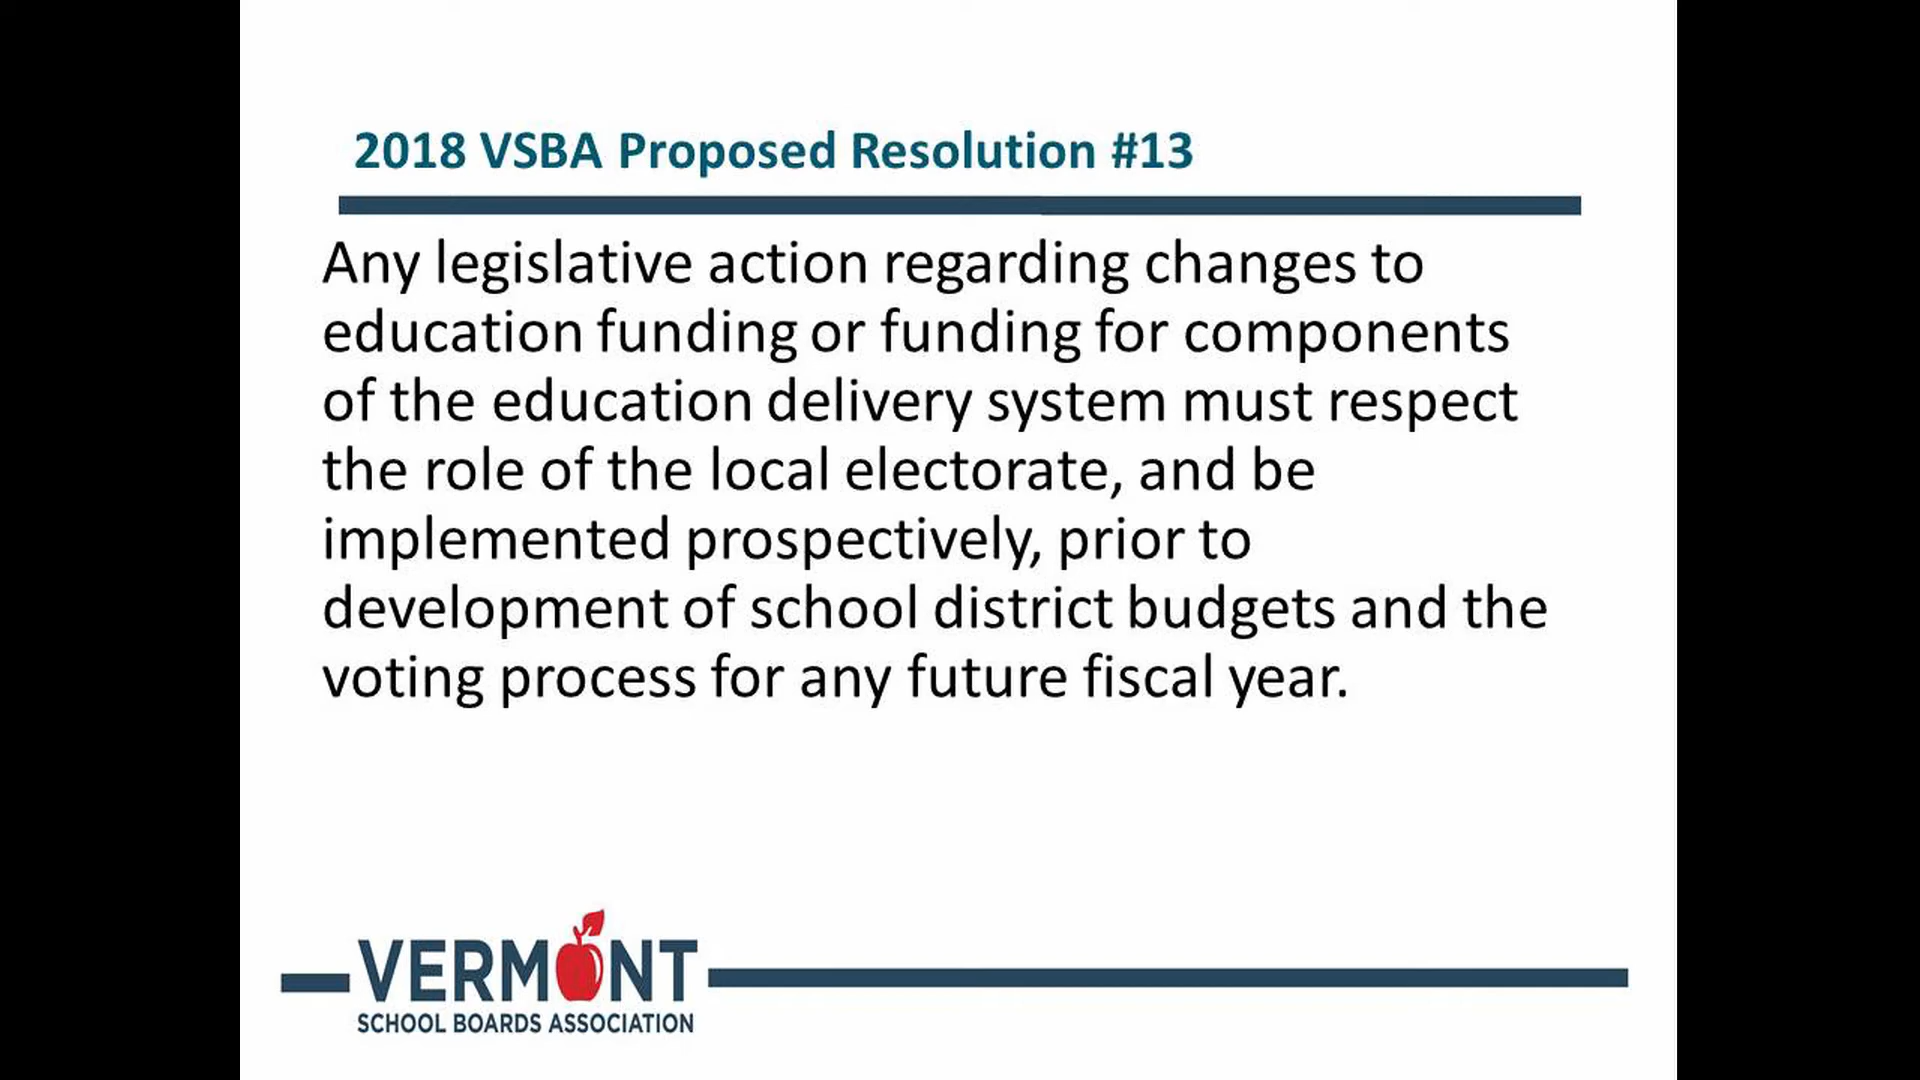 2018 VSBA Proposed Resolution #13
Any legislative action regarding changes to
education funding or funding for components
of the education delivery system must respect
the role of the local electorate, and be
implemented prospectively, prior to
development of school district budgets and the
voting process for any future fiscal year.
VERMONT
SCHOOL BOARDS ASSOCIATION